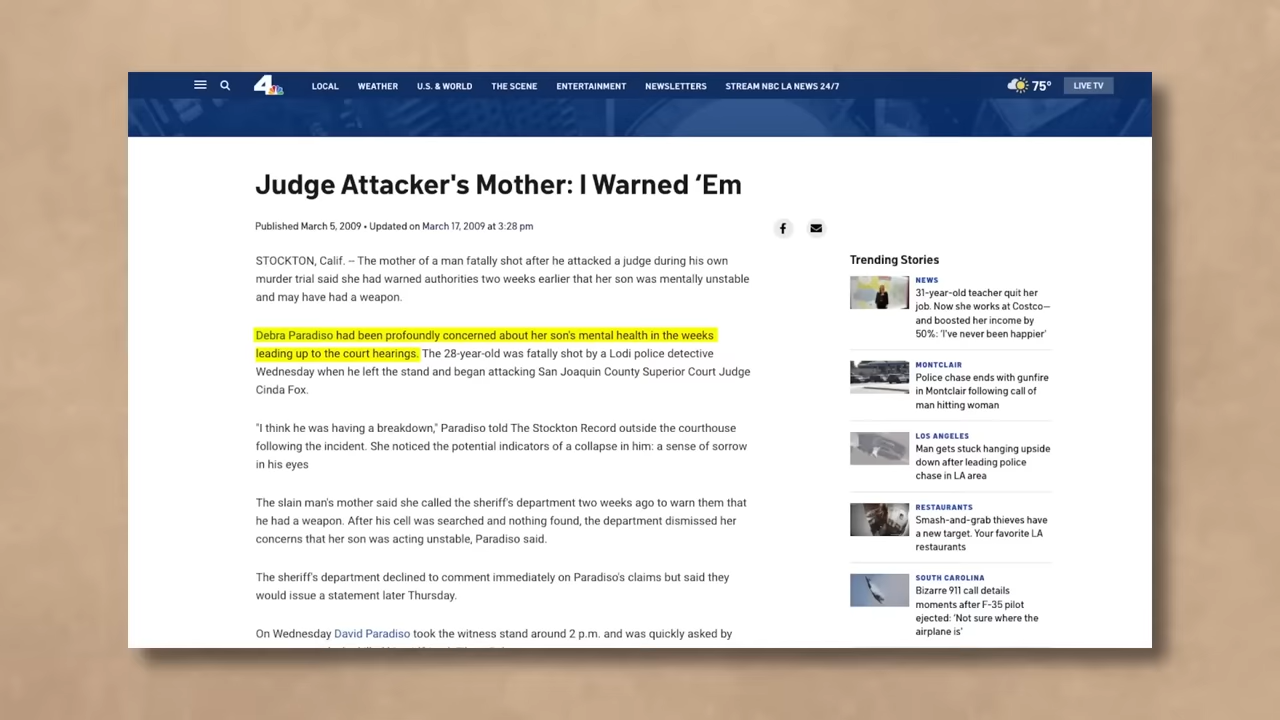 4
LOCAL WEATHER U.S. & WORLD THE SCENE ENTERTAINMENT NEWSLETTERS STREAM NBC LA NEWS 24/7
75°
LIVE TV
Judge Attacker's Mother: I Warned ‘Em
Published March 5, 2009 • Updated on March 17, 2009 at 3:28 pm
STOCKTON, Calif. -- The mother of a man fatally shot after he attacked a judge during his own
murder trial said she had warned authorities two weeks earlier that her son was mentally unstable
and may have had a weapon.
Debra Paradiso had been profoundly concerned about her son's mental health in the weeks
leading up to the court hearings. The 28-year-old was fatally shot by a Lodi police detective
Wednesday when he left the stand and began attacking San Joaquin County Superior Court Judge
Cinda Fox.
"I think he was having a breakdown," Paradiso told The Stockton Record outside the courthouse
following the incident. She noticed the potential indicators of a collapse in him: a sense of sorrow
in his eyes
The slain man's mother said she called the sheriff's department two weeks ago to warn them that
he had a weapon. After his cell was searched and nothing found, the department dismissed her
concerns that her son was acting unstable, Paradiso said.
The sheriff's department declined to comment immediately on Paradiso's claims but said they
would issue a statement later Thursday.
On Wednesday David Paradiso took the witness stand around 2 p.m. and was quickly asked by
Trending Stories
NEWS
31-year-old teacher quit her
job. Now she works at Costco—
and boosted her income by
50%: ‘I've never been happier’
MONTCLAIR
Police chase ends with gunfire
in Montclair following call of
man hitting woman
LOS ANGELES
Man gets stuck hanging upside
down after leading police
chase in LA area
RESTAURANTS
Smash-and-grab thieves have
a new target. Your favorite LA
restaurants
SOUTH CAROLINA
Bizarre 911 call details
moments after F-35 pilot
ejected: ‘Not sure where the
airplane is’